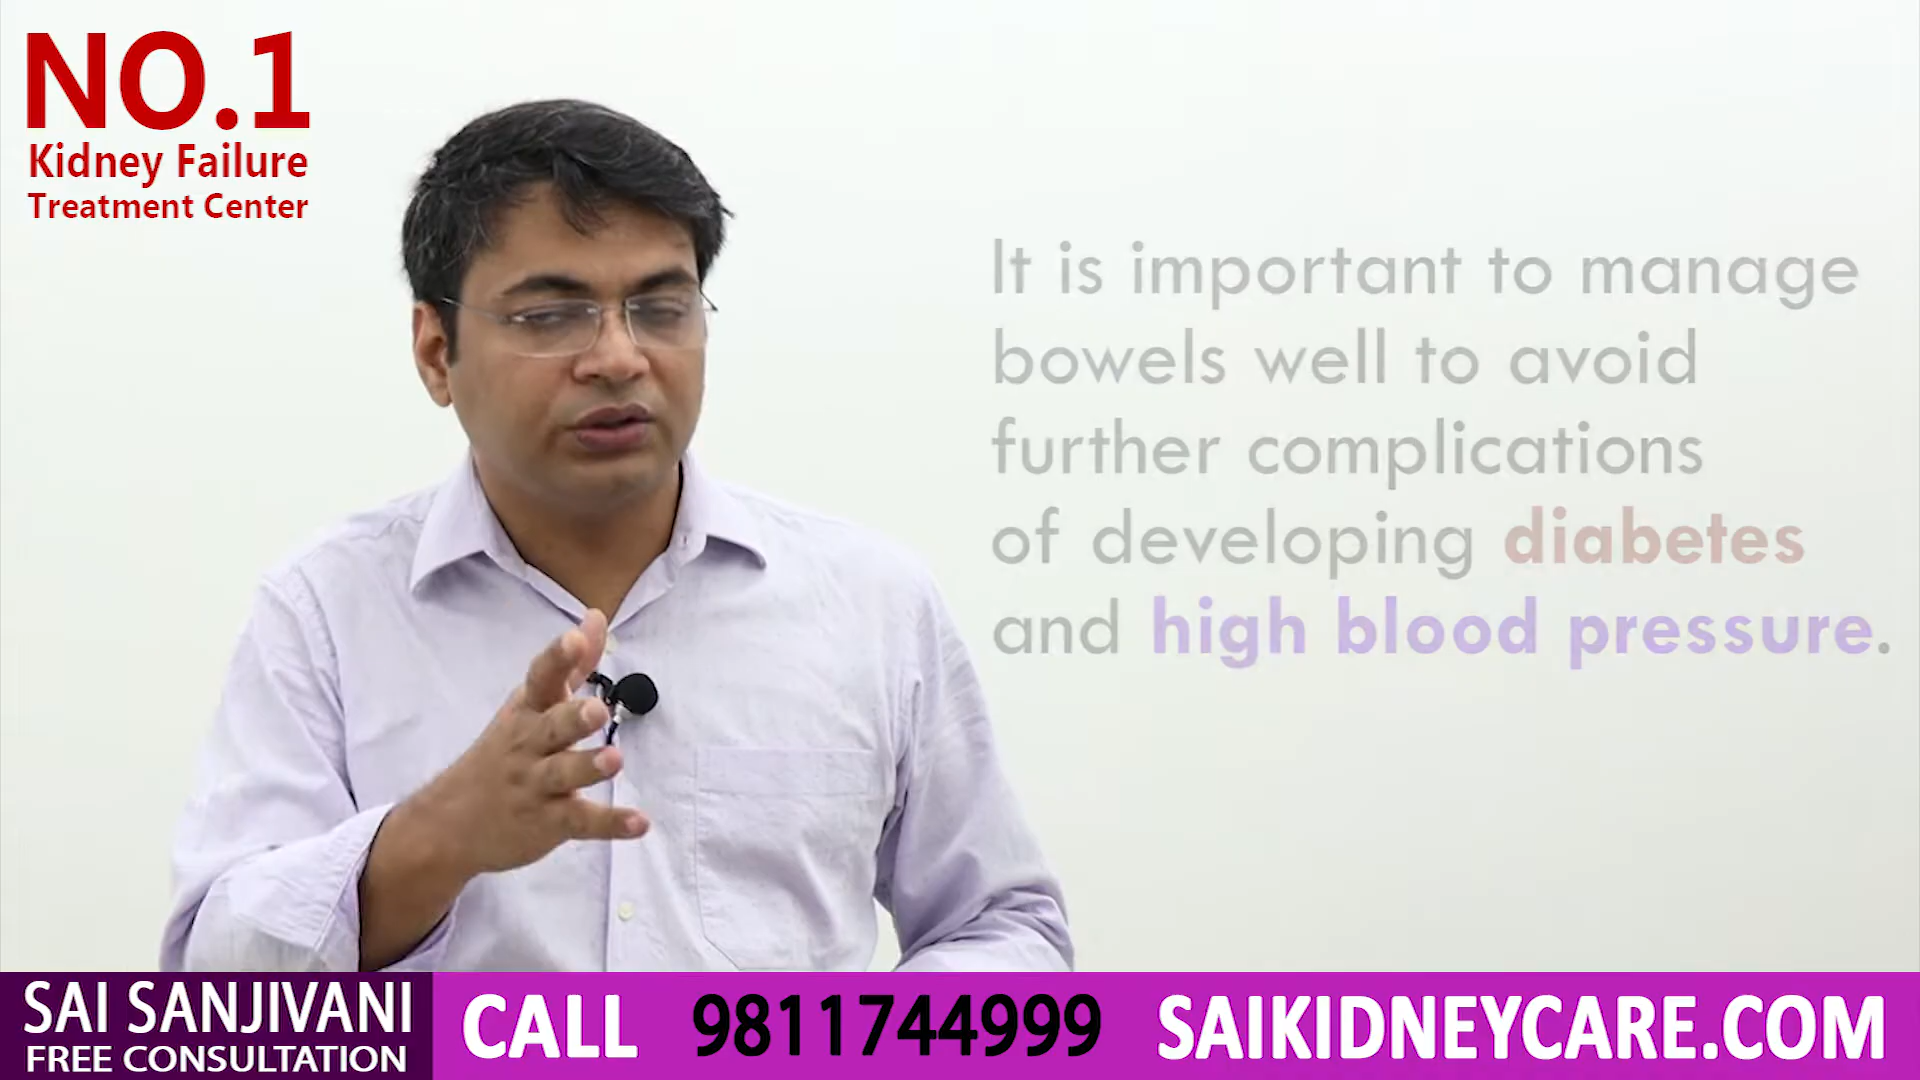 NO.1
Kidney Failure
Treatment Center
It is important to manage
bowels well to avoid
further complications
of developing diabetes
and high blood pressure.
SAI SANJIVANI
FREE CONSULTATION
CALL 9811744999 SAIKIDNEYCARE.COM